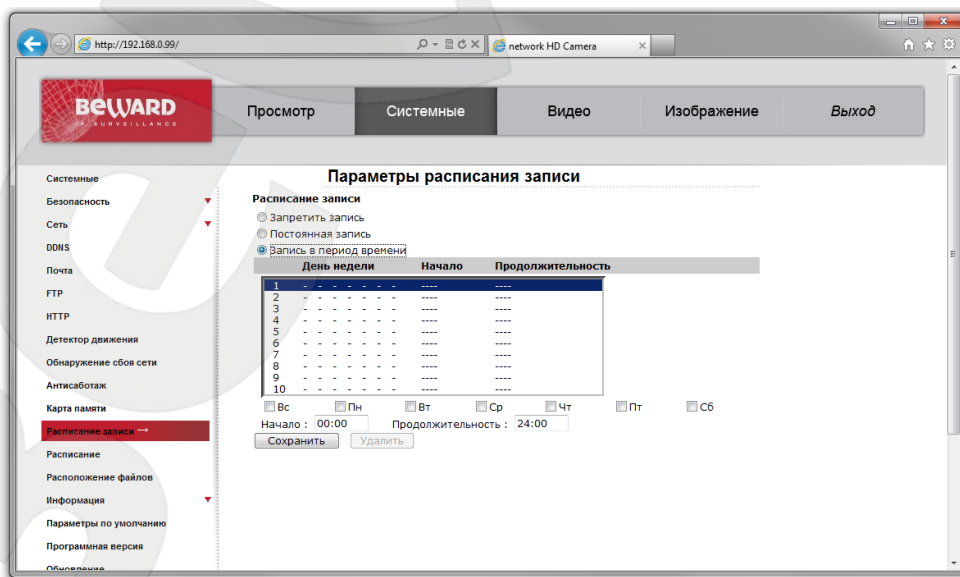 http://192.168.0.99/
network HD Camera
BEWARD
IP SURVEILLANCE
Просмотр
Системные
Видео
Изображение
Выход
Системные
Безопасность
Сеть
DDNS
Почта
FTP
HTTP
Детектор движения
Обнаружение сбоя сети
Антисаботаж
Карта памяти
Расписание записи →
Расписание
Расположение файлов
Информация
Параметры по умолчанию
Программная версия
Обновление
Параметры расписания записи
Расписание записи
Запретить запись
Постоянная запись
Запись в период времени
День недели Начало Продолжительность
1 - - - - - - - ---- ----
2 - - - - - - - ---- ----
3 - - - - - - - ---- ----
4 - - - - - - - ---- ----
5 - - - - - - - ---- ----
6 - - - - - - - ---- ----
7 - - - - - - - ---- ----
8 - - - - - - - ---- ----
9 - - - - - - - ---- ----
10 - - - - - - - ---- ----
Вс Пн Вт Ср Чт Пт Сб
Начало : 00:00 Продолжительность : 24:00
Сохранить Удалить